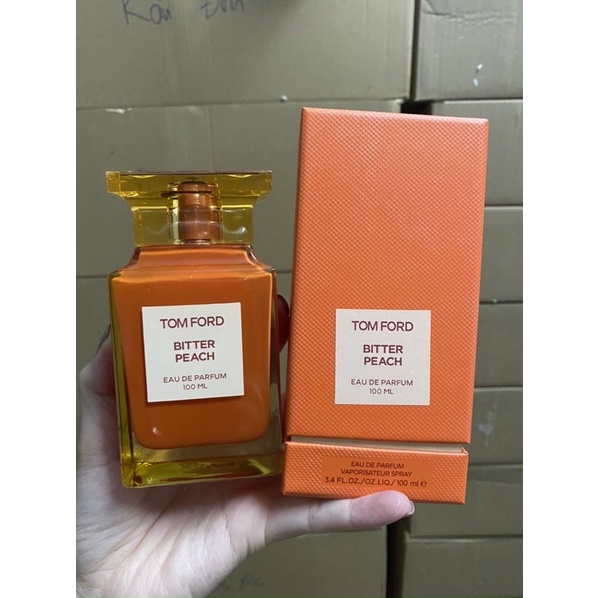 TOM FORD
BITTER
PEACH
EAU DE PARFUM
100 ML
TOM FORD
BITTER
PEACH
EAU DE PARFUM
100 ML
EAU DE PARFUM
VAPORISATEUR SPRAY
3.4 FL.OZ./OZ.LIQ./100 ml ℮